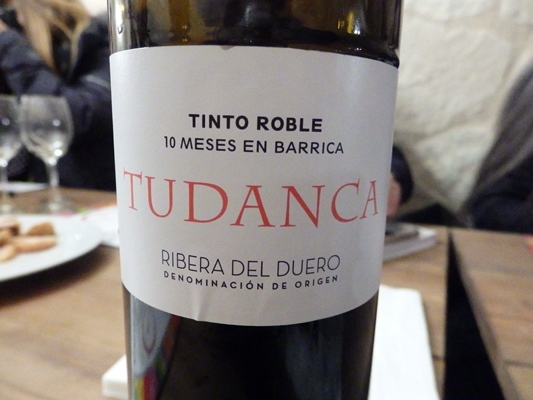 TINTO ROBLE
10 MESES EN BARRICA
TUDANCA
RIBERA DEL DUERO
DENOMINACIÓN DE ORIGEN